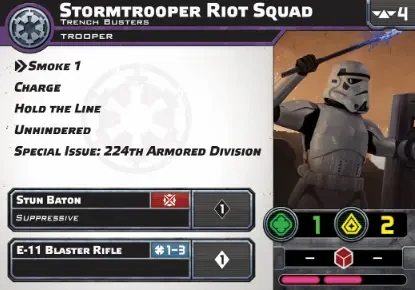 Stormtrooper Riot Squad
Trench Busters
4
Trooper
Smoke 1
Charge
Hold the Line
Unhindered
Special Issue: 224th Armored Division
Stun Baton
Suppressive
1
E-11 Blaster Rifle
1-3
1
1
2
- -